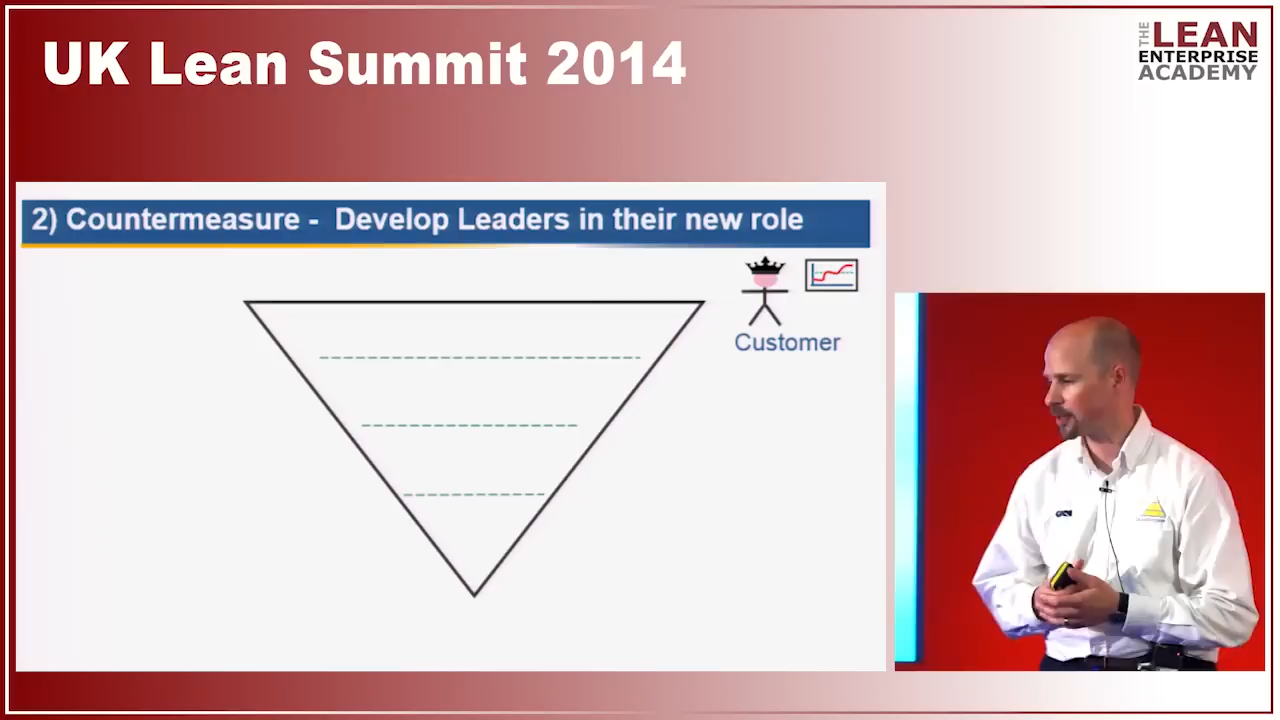 UK Lean Summit 2014
THE LEAN
ENTERPRISE
ACADEMY
2) Countermeasure - Develop Leaders in their new role
Customer